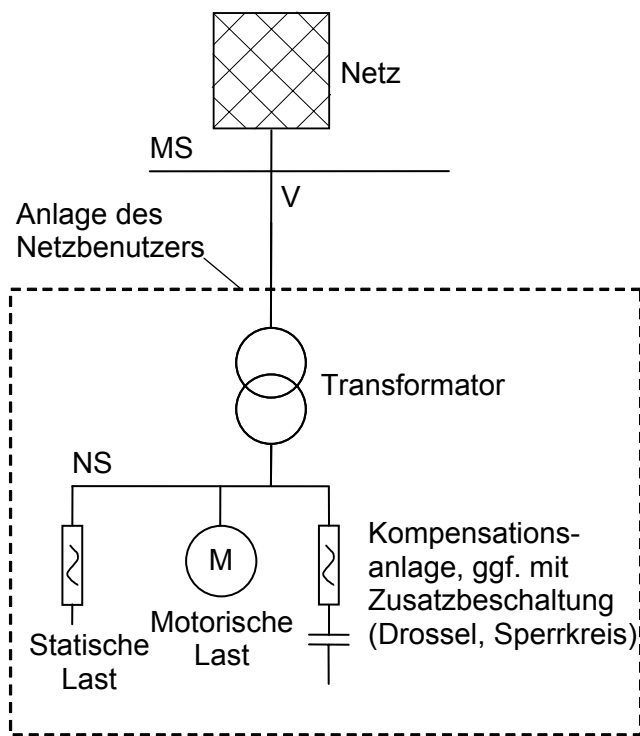 Netz
MS
V
Anlage des
Netzbenutzers
Transformator
NS
M
Statische
Last
Motorische
Last
Kompensations-
anlage, ggf. mit
Zusatzbeschaltung
(Drossel, Sperrkreis)